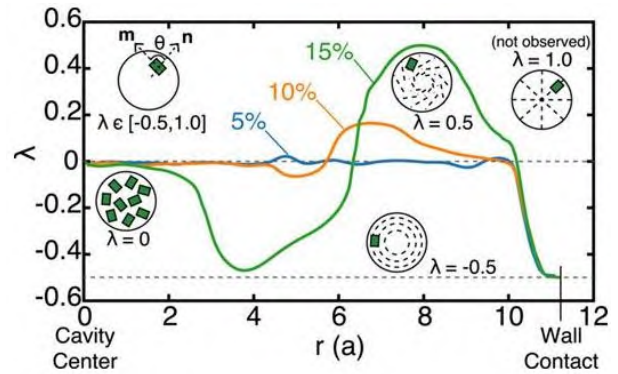 0.6
0.4
0.2
0
-0.2
-0.4
-0.6
λ
m
θ
n
λ ϵ [-0.5,1.0]
5%
10%
15%
λ = 0.5
(not observed)
λ = 1.0
λ = 0
λ = -0.5
0 2 4 6 8 10 12
Cavity
Center
r (a)
Wall
Contact